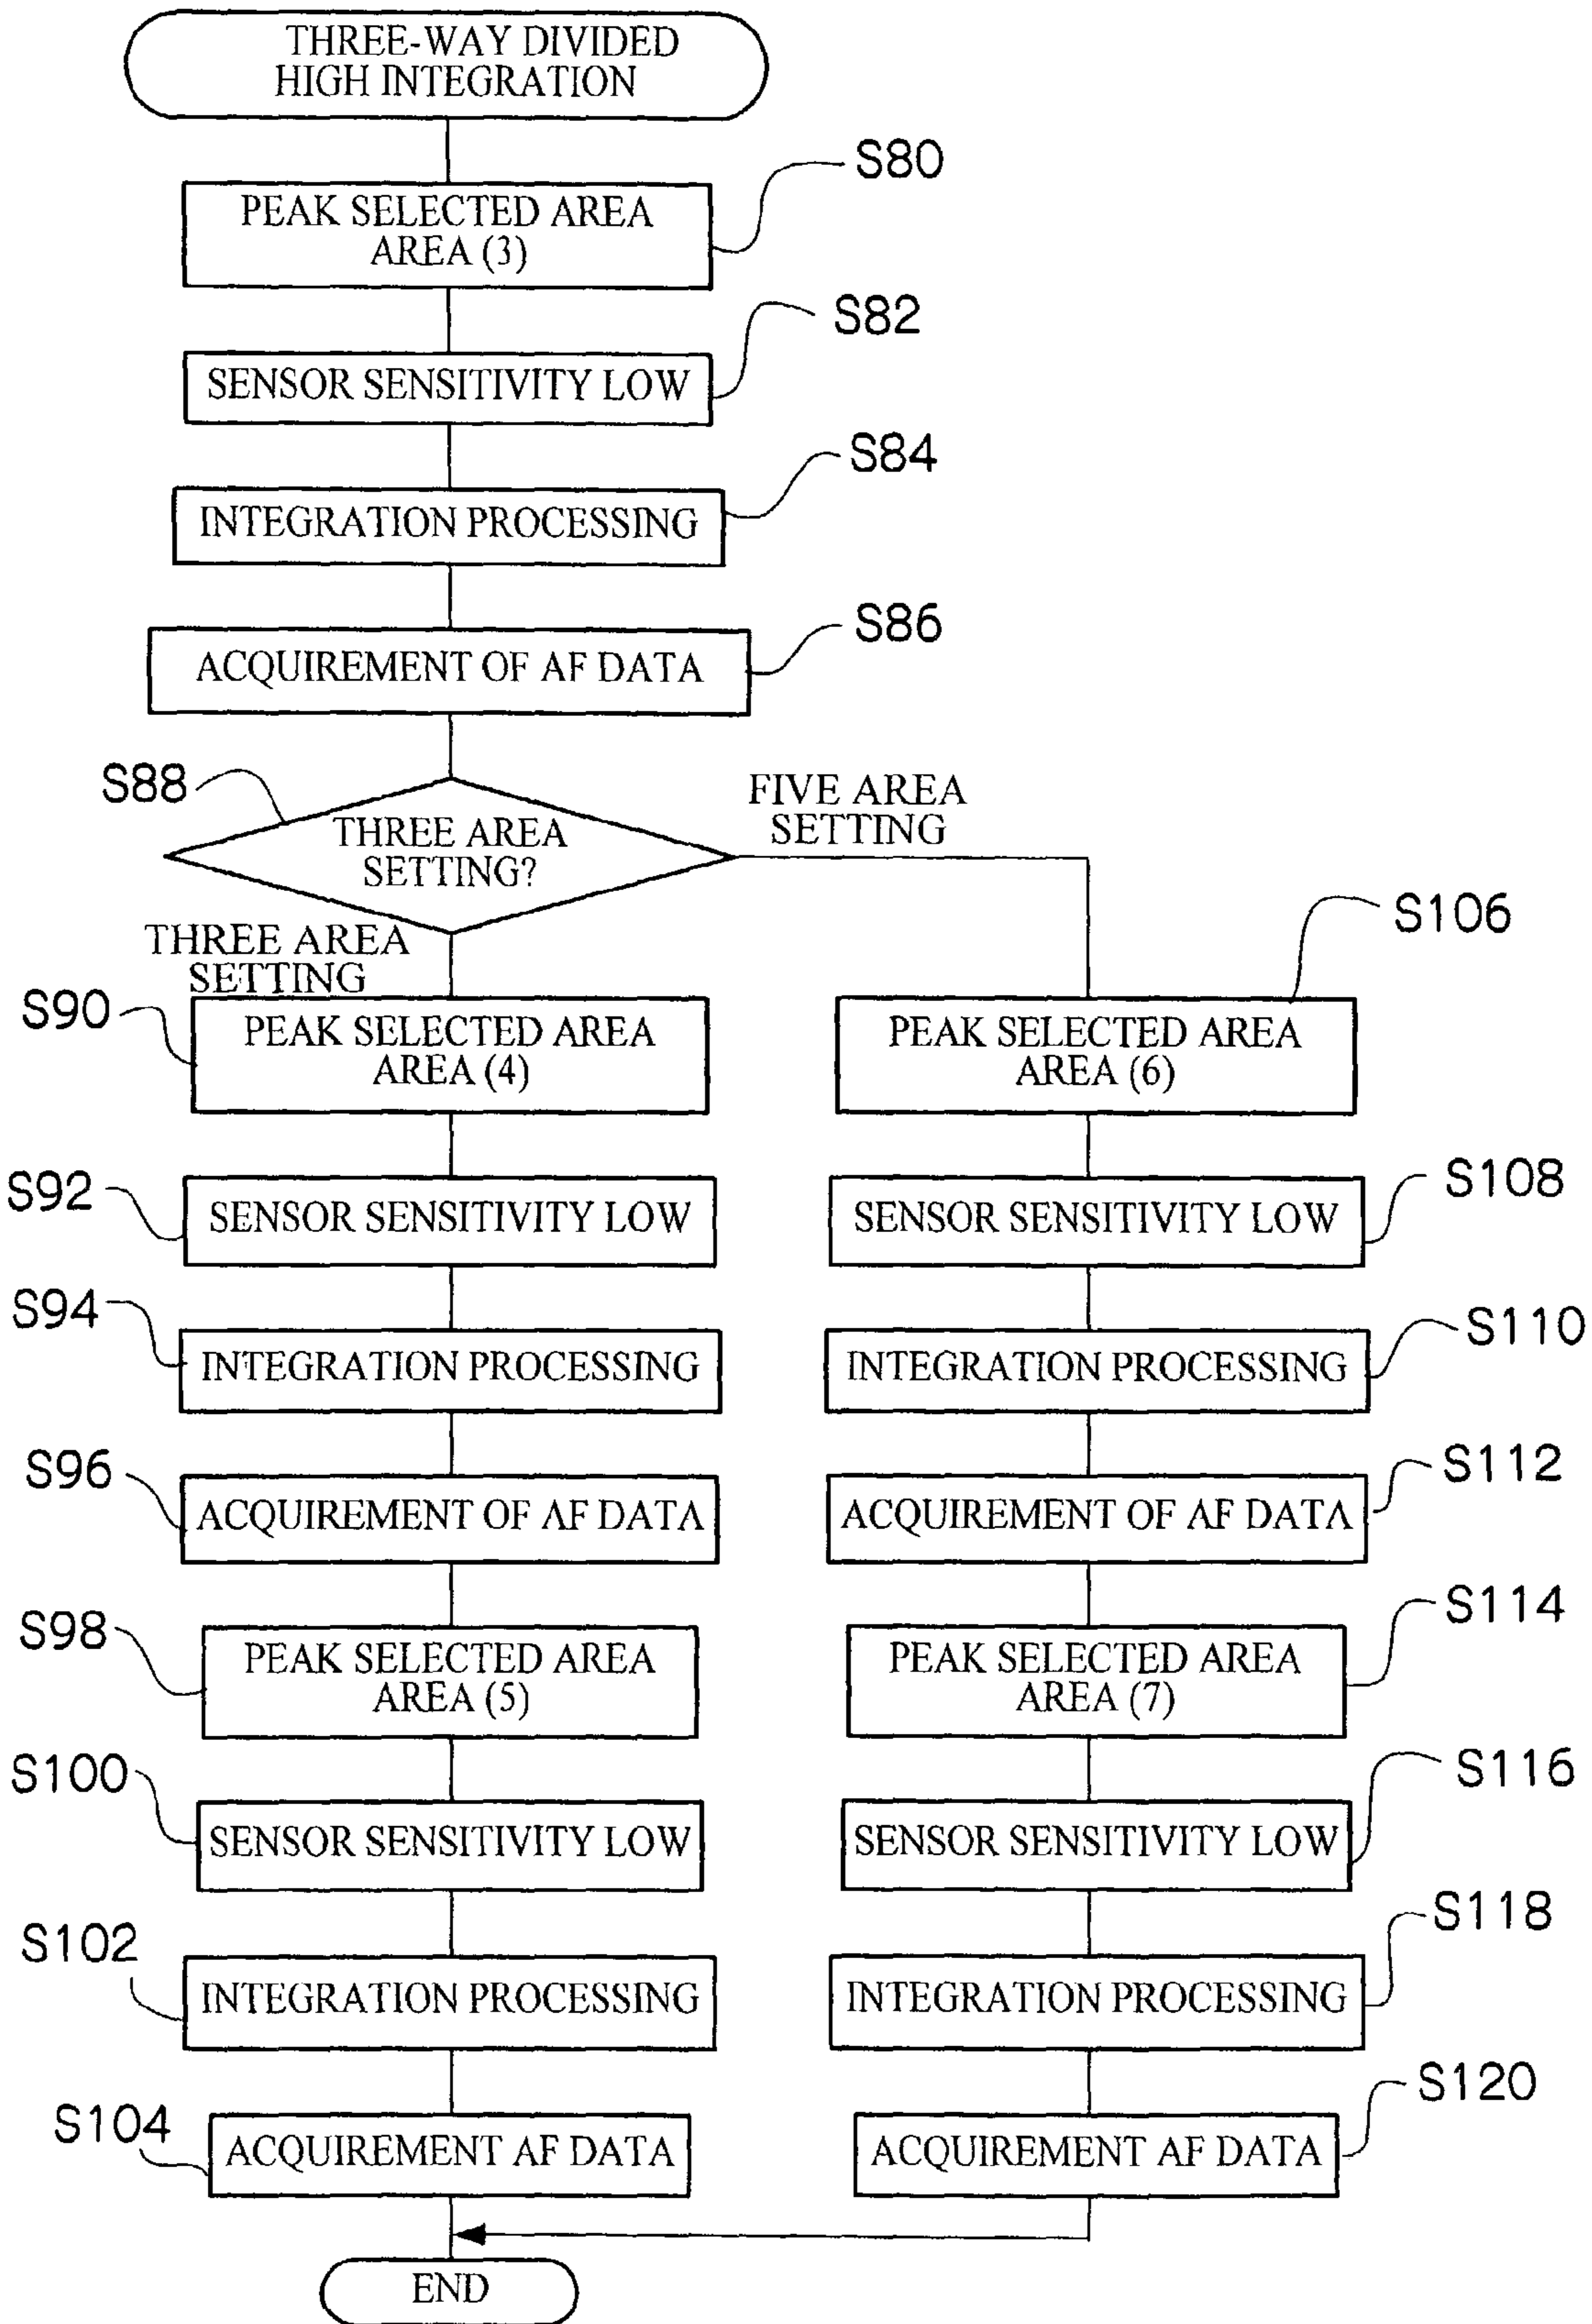 THREE-WAY DIVIDED
HIGH INTEGRATION
S80
PEAK SELECTED AREA
AREA (3)
S82
SENSOR SENSITIVITY LOW
S84
INTEGRATION PROCESSING
S86
ACQUIREMENT OF AF DATA
S88
THREE AREA
SETTING?
FIVE AREA
SETTING
THREE AREA
SETTING
S90
PEAK SELECTED AREA
AREA (4)
S92
SENSOR SENSITIVITY LOW
S94
INTEGRATION PROCESSING
S96
ACQUIREMENT OF AF DATA
S98
PEAK SELECTED AREA
AREA (5)
S100
SENSOR SENSITIVITY LOW
S102
INTEGRATION PROCESSING
S104
ACQUIREMENT AF DATA
S106
PEAK SELECTED AREA
AREA (6)
S108
SENSOR SENSITIVITY LOW
S110
INTEGRATION PROCESSING
S112
ACQUIREMENT OF AF DATA
S114
PEAK SELECTED AREA
AREA (7)
S116
SENSOR SENSITIVITY LOW
S118
INTEGRATION PROCESSING
S120
ACQUIREMENT AF DATA
END